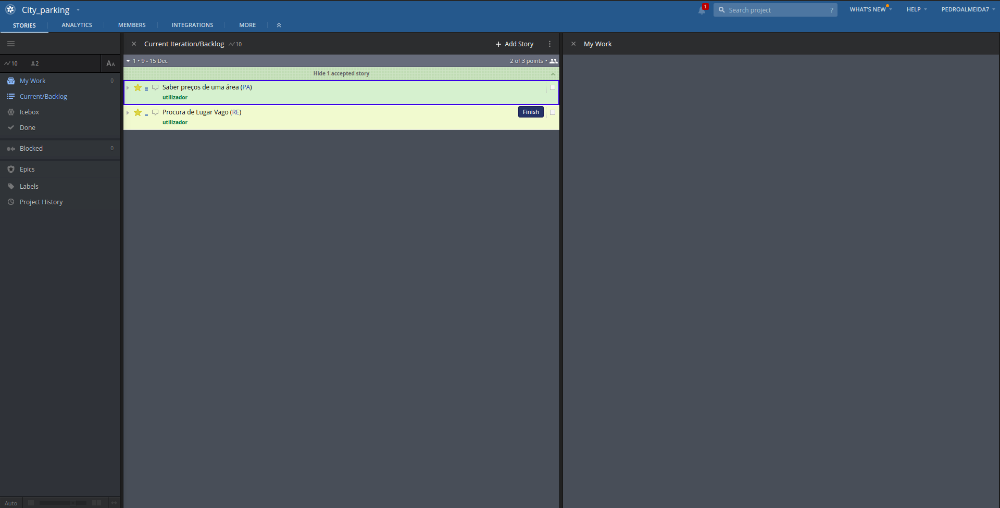 City_parking
1
Search project
?
WHAT'S NEW
HELP
PEDROALMEIDA7
STORIES
ANALYTICS
MEMBERS
INTEGRATIONS
MORE
10
2
AA
My Work 0
Current/Backlog
Icebox
Done
Blocked 0
Epics
Labels
Project History
Auto
Current Iteration/Backlog 10
+ Add Story
1 • 9 - 15 Dec
2 of 3 points •
Hide 1 accepted story
Saber preços de uma área (PA)
utilizador
Procura de Lugar Vago (RE)
Finish
utilizador
My Work